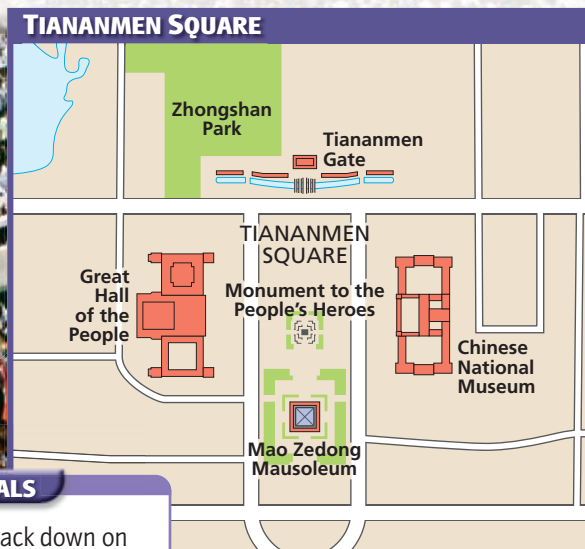 TIANANMEN SQUARE
Zhongshan
Park
Tiananmen
Gate
TIANANMEN
SQUARE
Great
Hall
of the
People
Monument to the
People's Heroes
Chinese
National
Museum
Mao Zedong
Mausoleum
ALS
ack down on